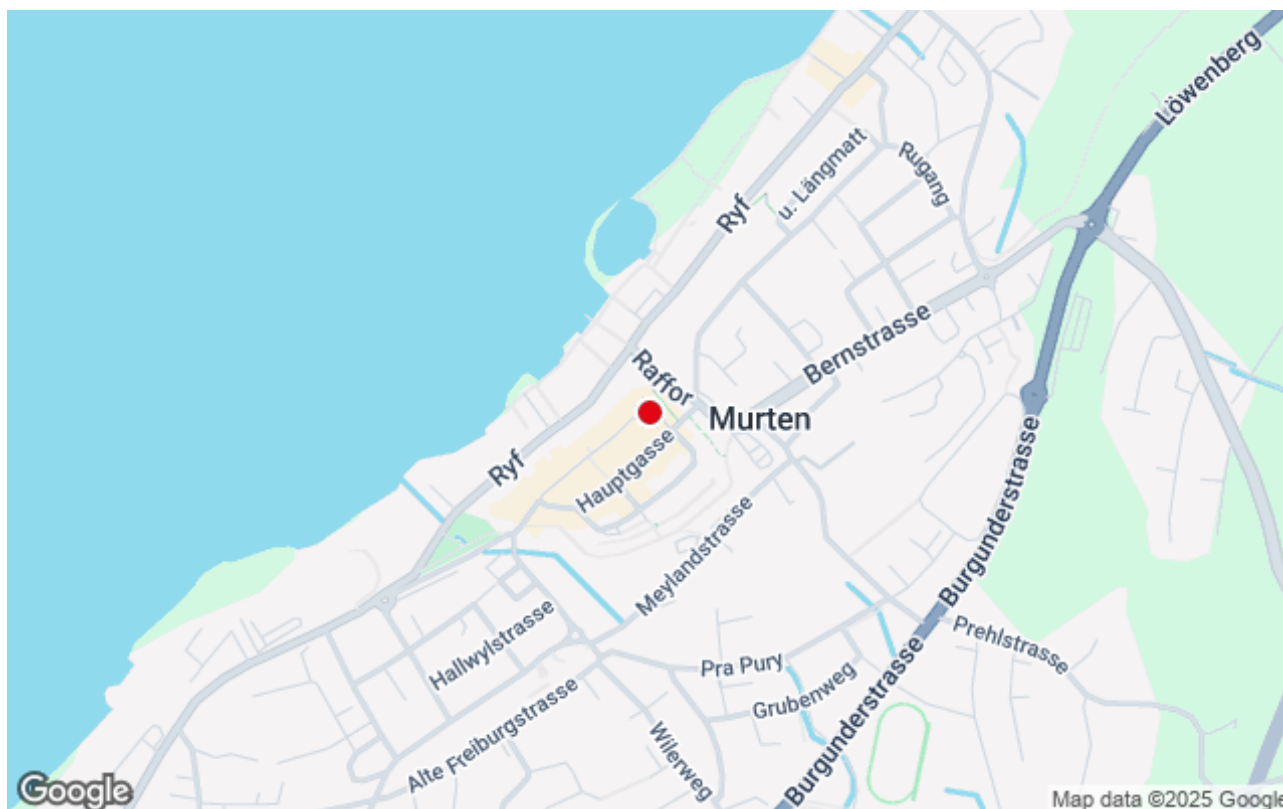 Löwenberg
u. Längmatt
Rugang
Ryf
Bernstrasse
Raffor
Murten
Hauptgasse
Ryf
Meylandstrasse
Burgunderstrasse
Hallwylstrasse
Prehlstrasse
Pra Pury
Grubenweg
Alte Freiburgstrasse
Wilerweg
Burgunderstrasse
Google
Map data ©2025 Google